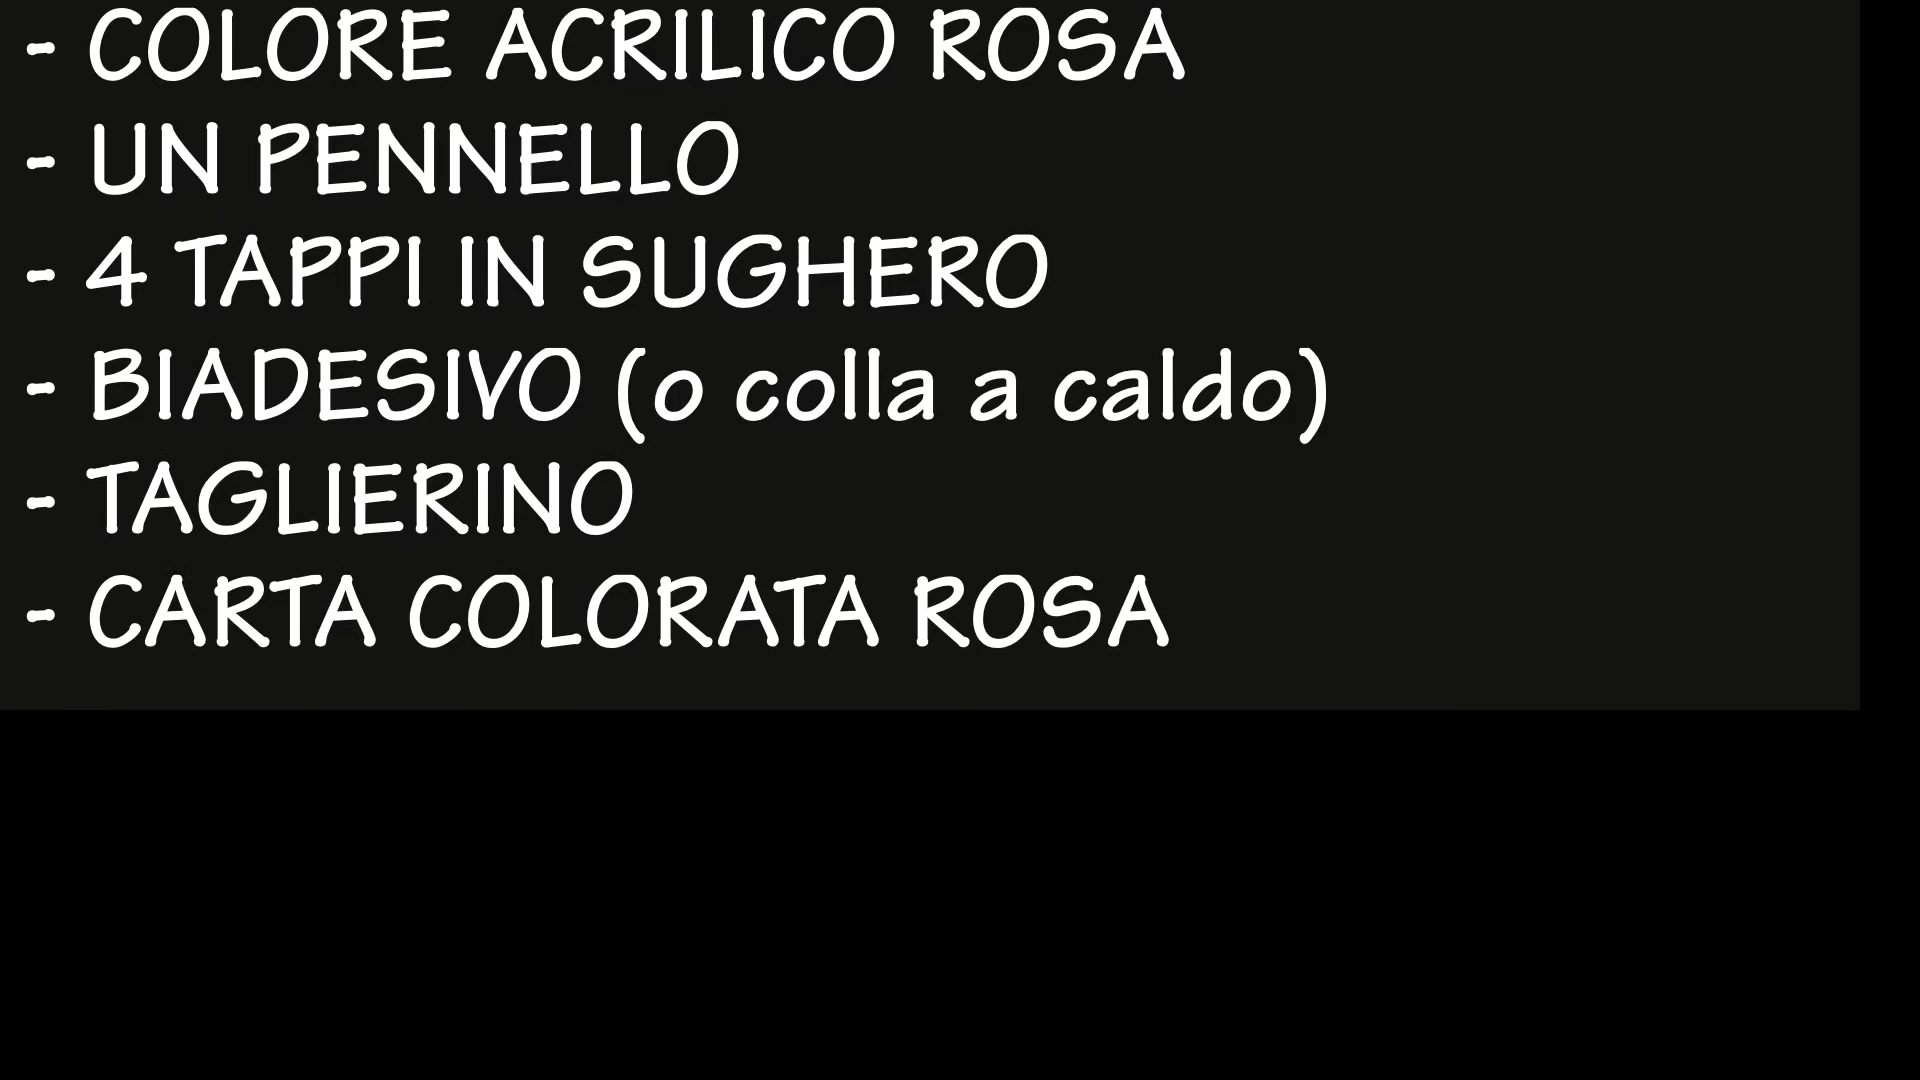 - COLORE ACRILICO ROSA
- UN PENNELLO
- 4 TAPPI IN SUGHERO
- BIADESIVO (o colla a caldo)
- TAGLIERINO
- CARTA COLORATA ROSA